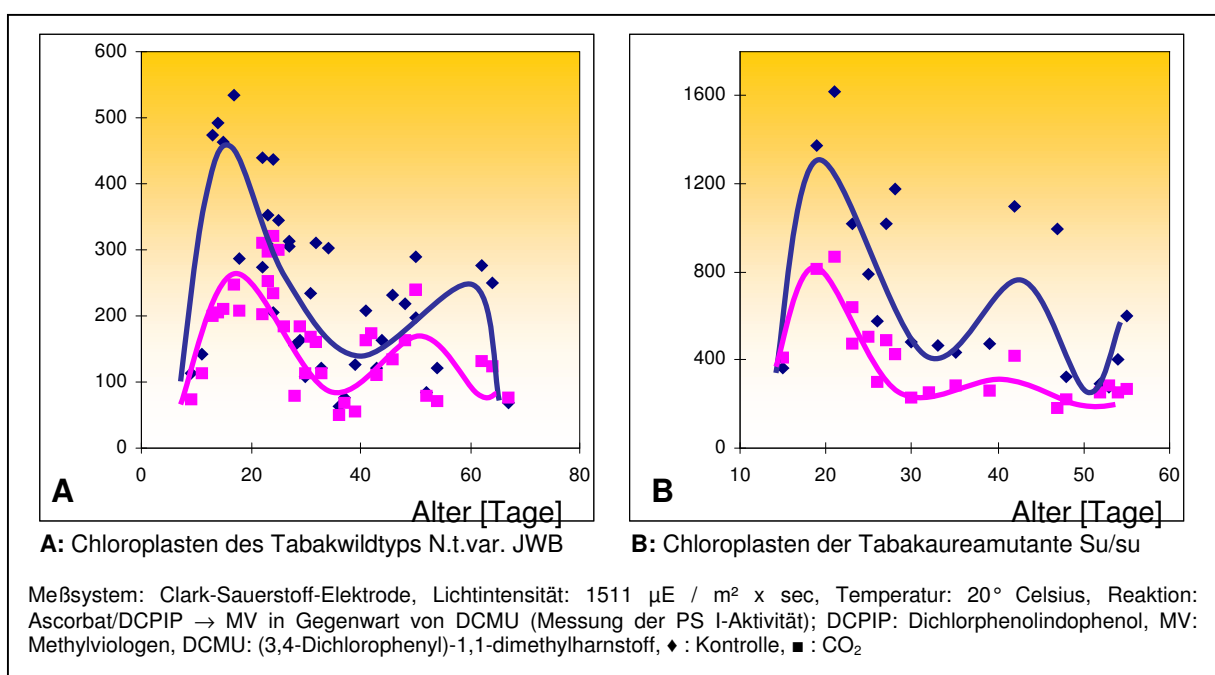 600
500
400
300
200
100
0
0 20 40 60 80
A
Alter [Tage]
1600
1200
800
400
0
10 20 30 40 50 60
B
Alter [Tage]
A: Chloroplasten des Tabakwildtyps N.t.var. JWB
B: Chloroplasten der Tabakaureamutante Su/su
Meßsystem: Clark-Sauerstoff-Elektrode, Lichtintensität: 1511 µE / m² x sec, Temperatur: 20° Celsius, Reaktion:
Ascorbat/DCPIP → MV in Gegenwart von DCMU (Messung der PS I-Aktivität); DCPIP: Dichlorphenolindophenol, MV:
Methylviologen, DCMU: (3,4-Dichlorophenyl)-1,1-dimethylharnstoff, ♦ : Kontrolle, ■ : CO₂